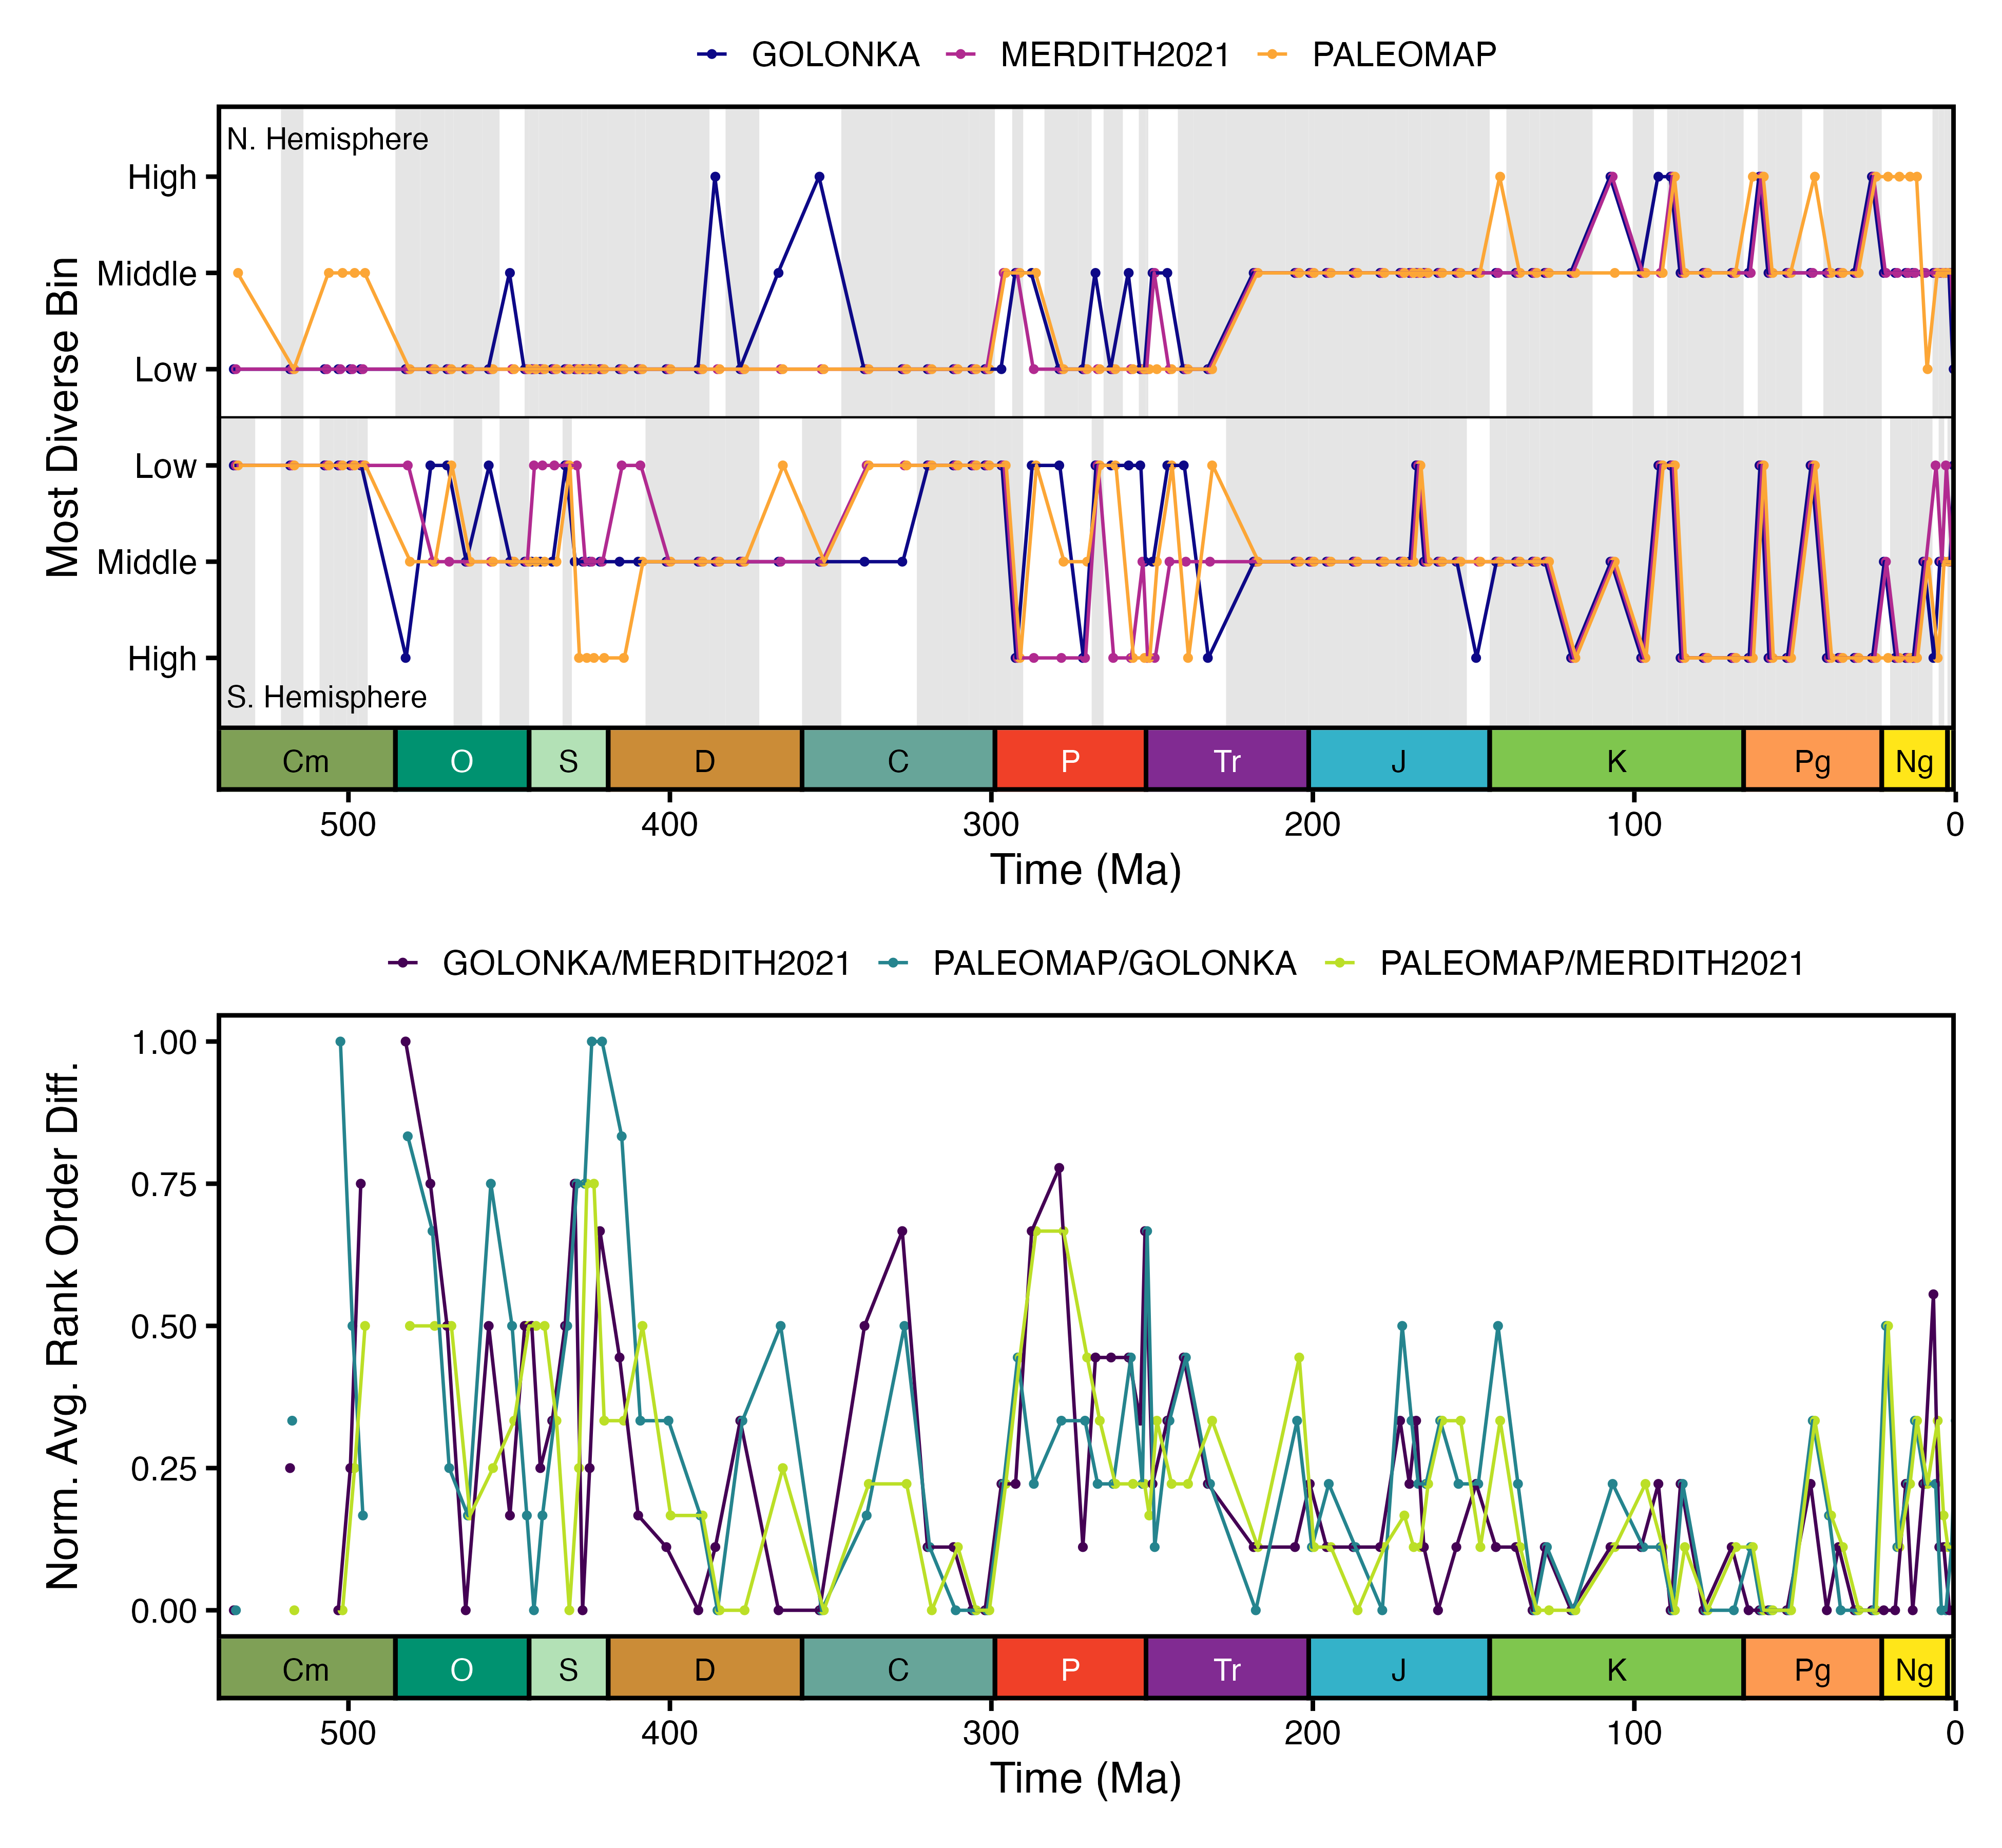 GOLONKA MERDITH2021 PALEOMAP
N. Hemisphere
High
Middle
Low
Low
Middle
High
S. Hemisphere
Most Diverse Bin
Cm O S D C P Tr J K Pg Ng
500 400 300 200 100 0
Time (Ma)
GOLONKA/MERDITH2021 PALEOMAP/GOLONKA PALEOMAP/MERDITH2021
1.00
0.75
0.50
0.25
0.00
Norm. Avg. Rank Order Diff.
Cm O S D C P Tr J K Pg Ng
500 400 300 200 100 0
Time (Ma)